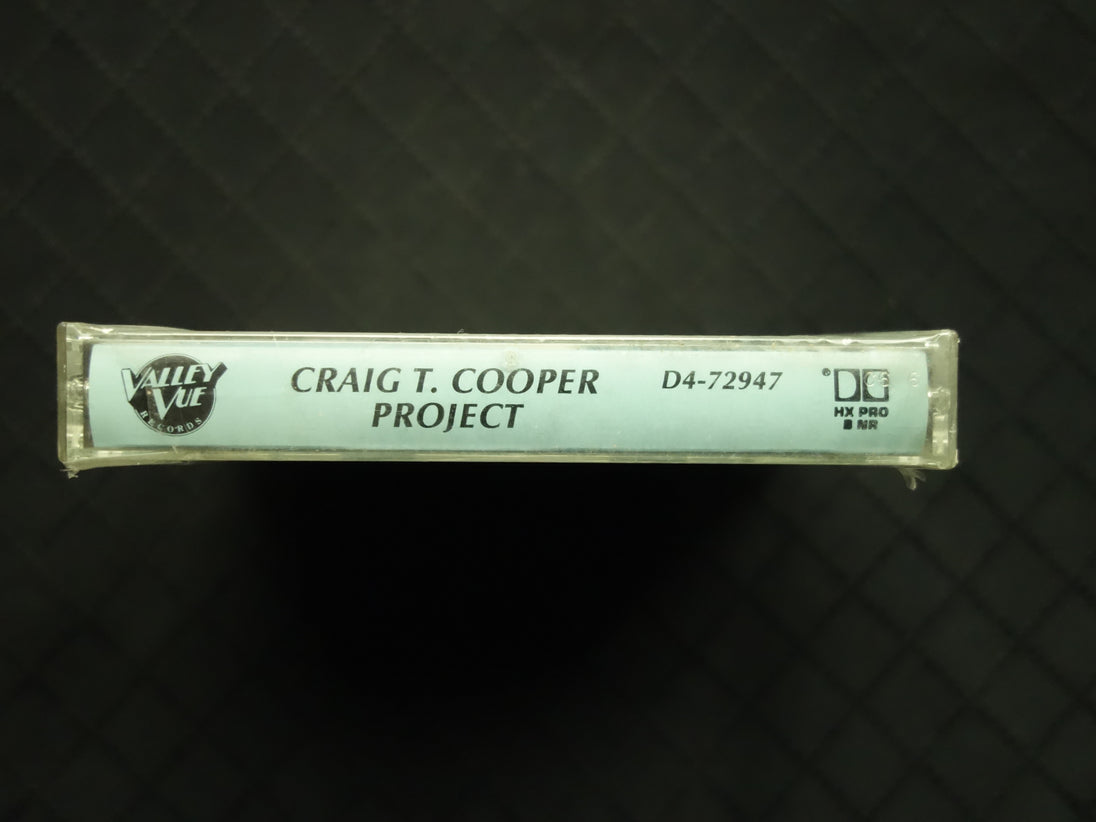 VALLEY
VUE
RECORDS
CRAIG T. COOPER
PROJECT
D4-72947
®
HX PRO
B NR